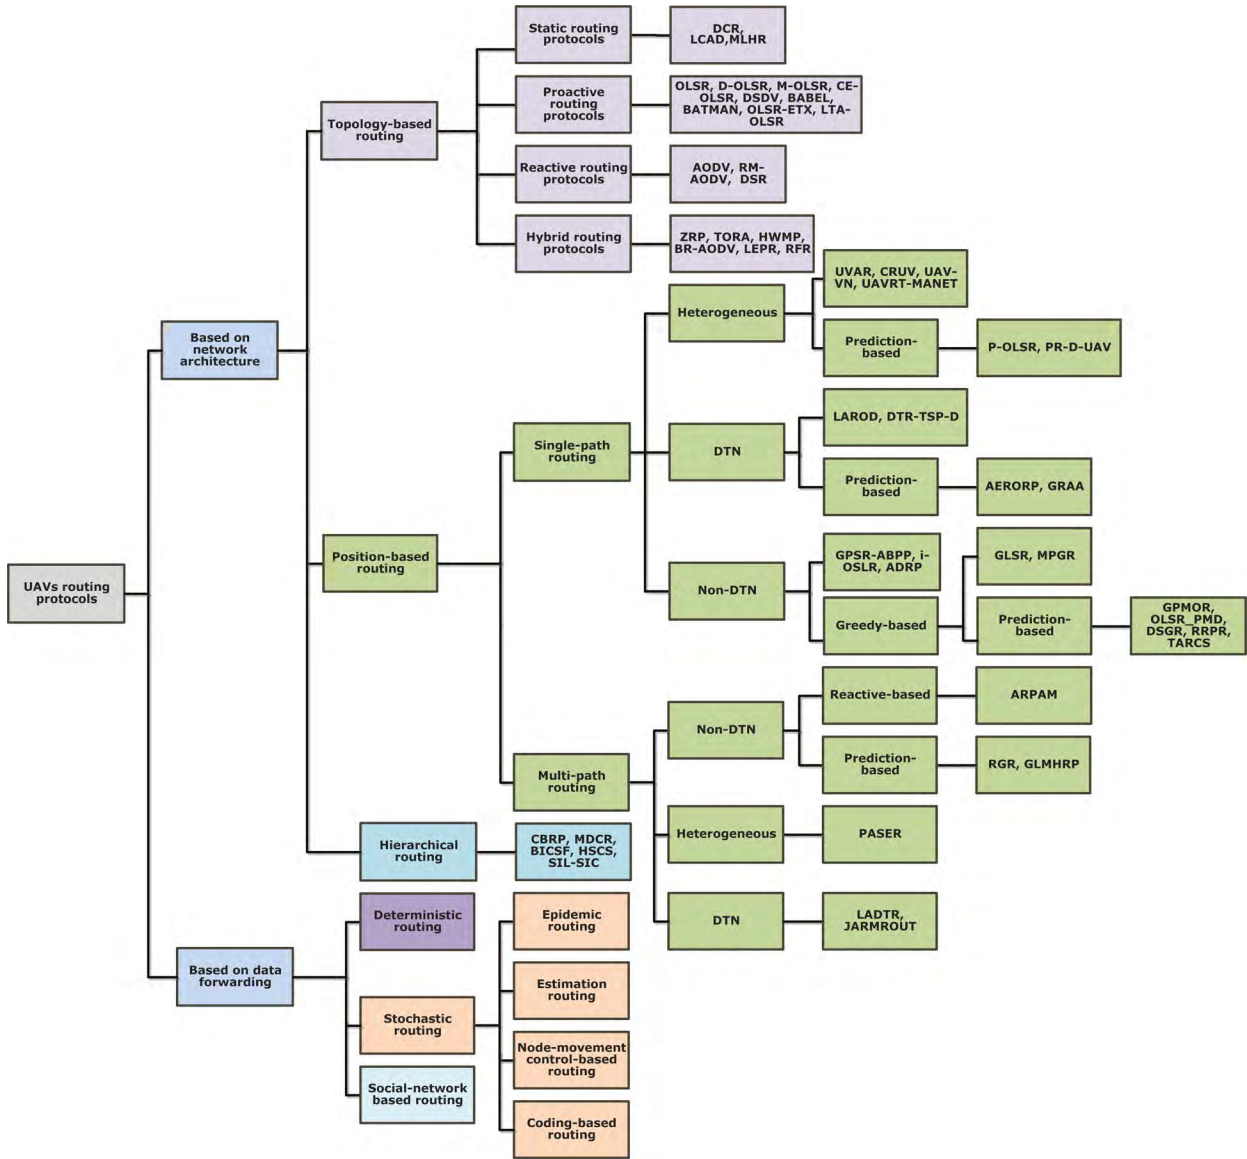 Static routing
protocols
DCR,
LCAD,MLHR
Proactive
routing
protocols
OLSR, D-OLSR, M-OLSR, CE-
OLSR, DSDV, BABEL,
BATMAN, OLSR-ETX, LTA-
OLSR
Topology-based
routing
Reactive routing
protocols
AODV, RM-
AODV,  DSR
Hybrid routing
protocols
ZRP, TORA, HWMP,
BR-AODV, LEPR, RFR
UVAR, CRUV, UAV-
VN, UAVRT-MANET
Heterogeneous
Based on
network
architecture
Prediction-
based
P-OLSR, PR-D-UAV
LAROD, DTR-TSP-D
Single-path
routing
DTN
Prediction-
based
AERORP, GRAA
Position-based
routing
GPSR-ABPP, i-
OSLR, ADRP
GLSR, MPGR
UAVs routing
protocols
Non-DTN
Greedy-based
Prediction-
based
GPMOR,
OLSR_PMD,
DSGR, RRPR,
TARCS
Reactive-based
ARPAM
Non-DTN
Prediction-
based
RGR, GLMHRP
Multi-path
routing
Hierarchical
routing
CBRP, MDCR,
BICSF, HSCS,
SIL-SIC
Heterogeneous
PASER
Deterministic
routing
Epidemic
routing
DTN
LADTR,
JARMROUT
Based on data
forwarding
Estimation
routing
Stochastic
routing
Node-movement
control-based
routing
Social-network
based routing
Coding-based
routing